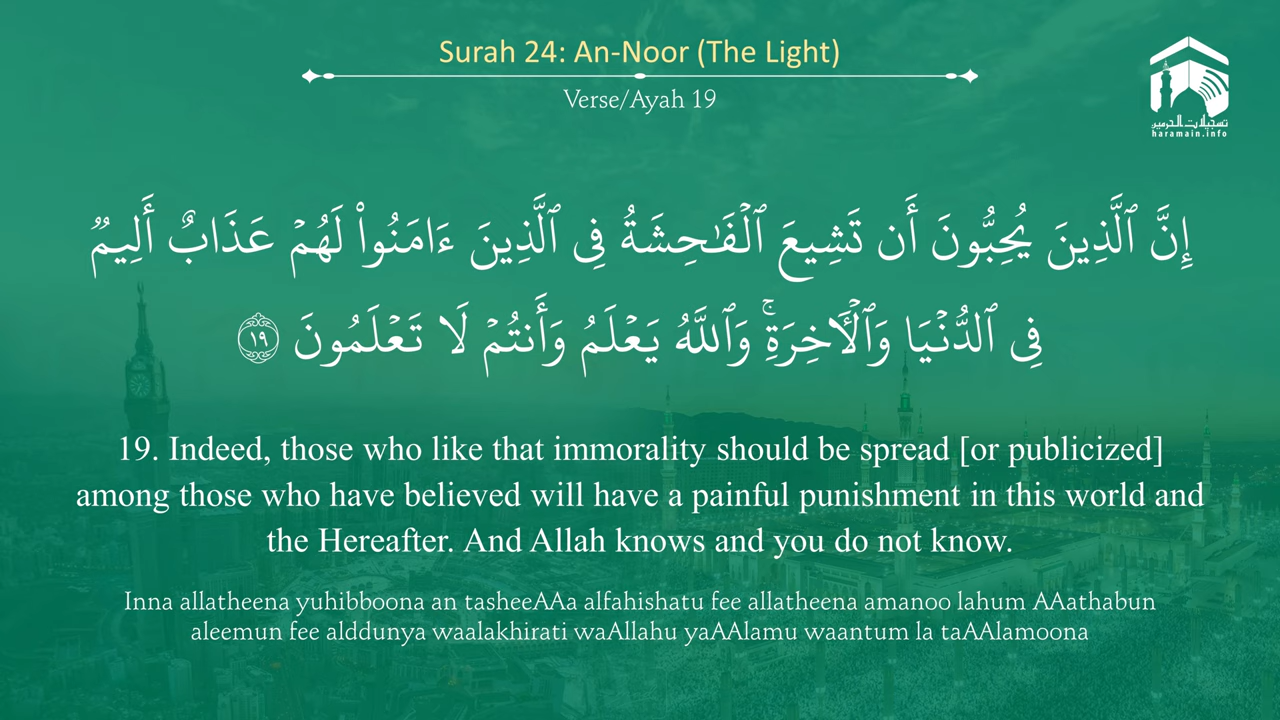 Surah 24: An-Noor (The Light)
Verse/Ayah 19
تسجيلات الحرمين
haramain.info
إِنَّ ٱلَّذِينَ يُحِبُّونَ أَن تَشِيعَ ٱلْفَـٰحِشَةُ فِى ٱلَّذِينَ ءَامَنُوا۟ لَهُمْ عَذَابٌ أَلِيمٌۭ
فِى ٱلدُّنْيَا وَٱلْـَٔاخِرَةِ ۚ وَٱللَّهُ يَعْلَمُ وَأَنتُمْ لَا تَعْلَمُونَ ١٩
19. Indeed, those who like that immorality should be spread [or publicized]
among those who have believed will have a painful punishment in this world and
the Hereafter. And Allah knows and you do not know.
Inna allatheena yuhibboona an tasheeAAa alfahishatu fee allatheena amanoo lahum AAathabun
aleemun fee alddunya waalakhirati waAllahu yaAAlamu waantum la taAAlamoona